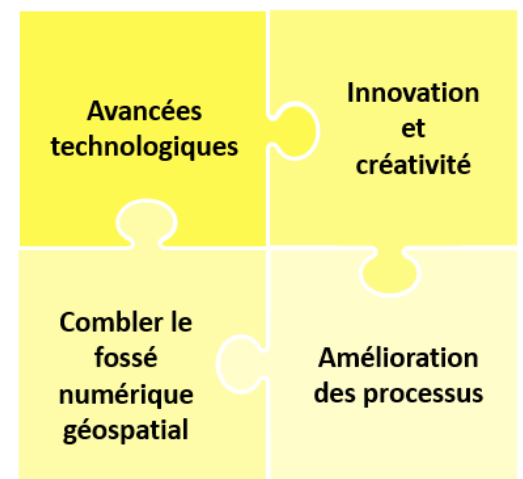 Avancées
technologiques
Innovation
et
créativité
Combler le
fossé
numérique
géospatial
Amélioration
des processus